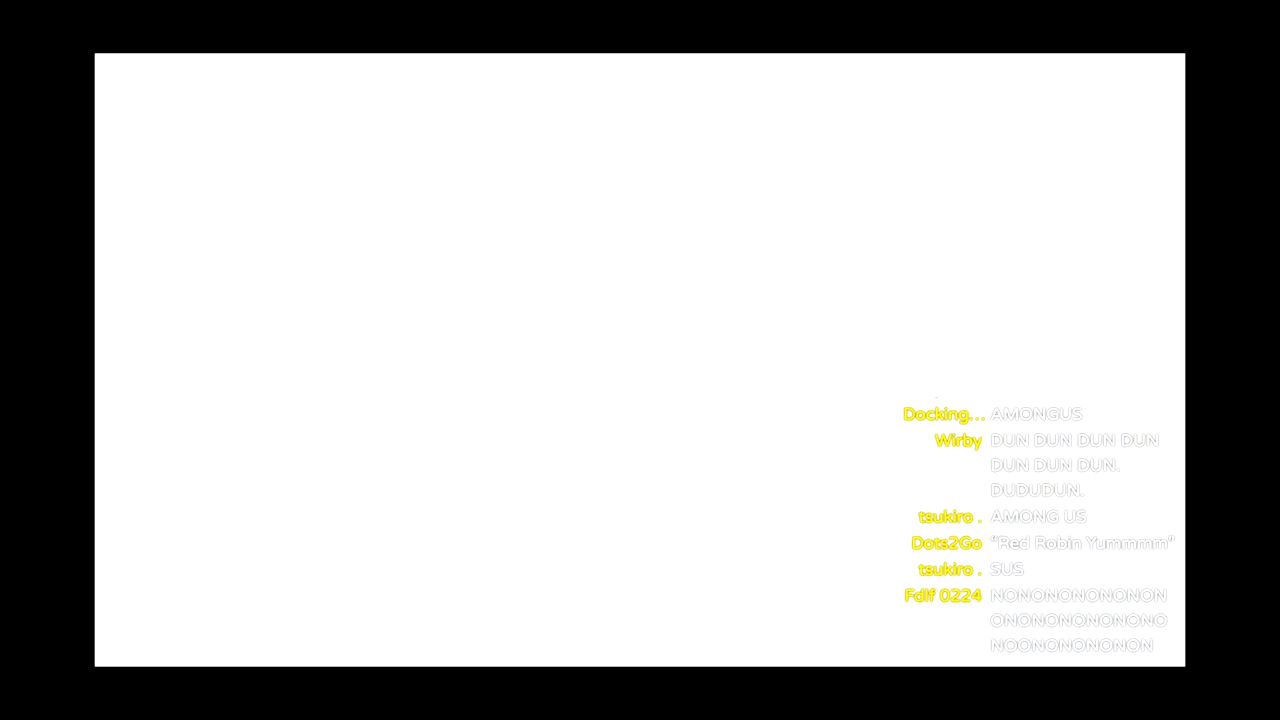 Docking... AMONGUS
Wirby DUN DUN DUN DUN
DUN DUN DUN.
DUDUDUN.
tsukiro . AMONG US
Dots2Go "Red Robin Yummmm"
tsukiro . SUS
Fdlf 0224 NONONONONONON
ONONONONONONO
NOONONONONON